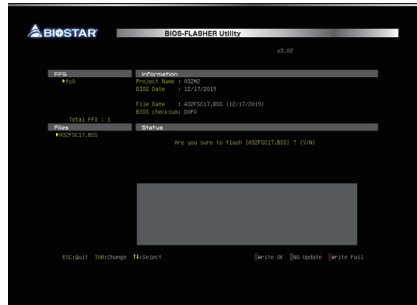 BIOSTAR
BIOS-FLASHER Utility
v3.02
FFS
fs0
Total FFS : 1
Information
Project Name : A32M2
BIOS Date : 12/17/2019
File Date : A32FSC17.BSS (12/17/2019)
BIOS checksum: D0F0
Files
A32FSC17.BSS
Status
Are you sure to flash [A32FSC17.BSS] ? (Y/N)
ESC:Quit TAB:Change ↑↓:Select Write OK NO Update Write Fail